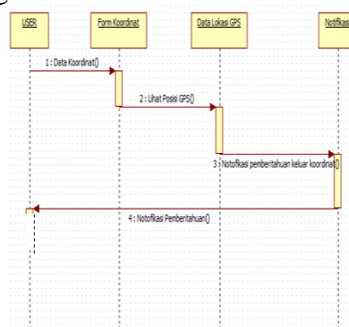 USER
Form Koordinat
Data Lokasi GPS
Notifikasi
1 : Data Koordinat()
2 : Lihat Posisi GPS()
3 : Notofikasi pemberitahuan keluar koordinat()
4 : Notofikasi Pemberitahuan()